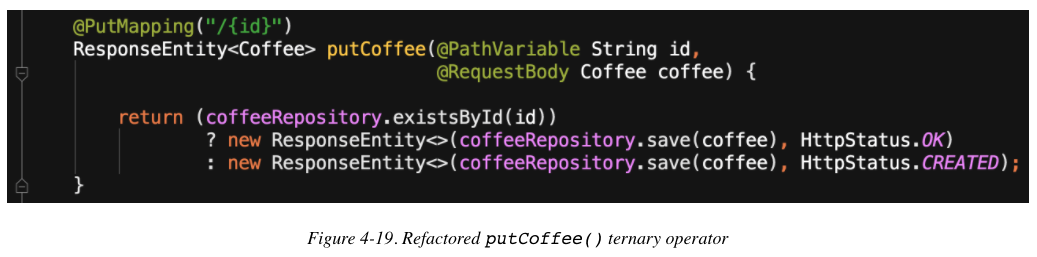 @PutMapping("/{id}")
ResponseEntity<Coffee> putCoffee(@PathVariable String id,
@RequestBody Coffee coffee) {
return (coffeeRepository.existsById(id))
? new ResponseEntity<>(coffeeRepository.save(coffee), HttpStatus.OK)
: new ResponseEntity<>(coffeeRepository.save(coffee), HttpStatus.CREATED);
}
Figure 4-19. Refactored putCoffee() ternary operator